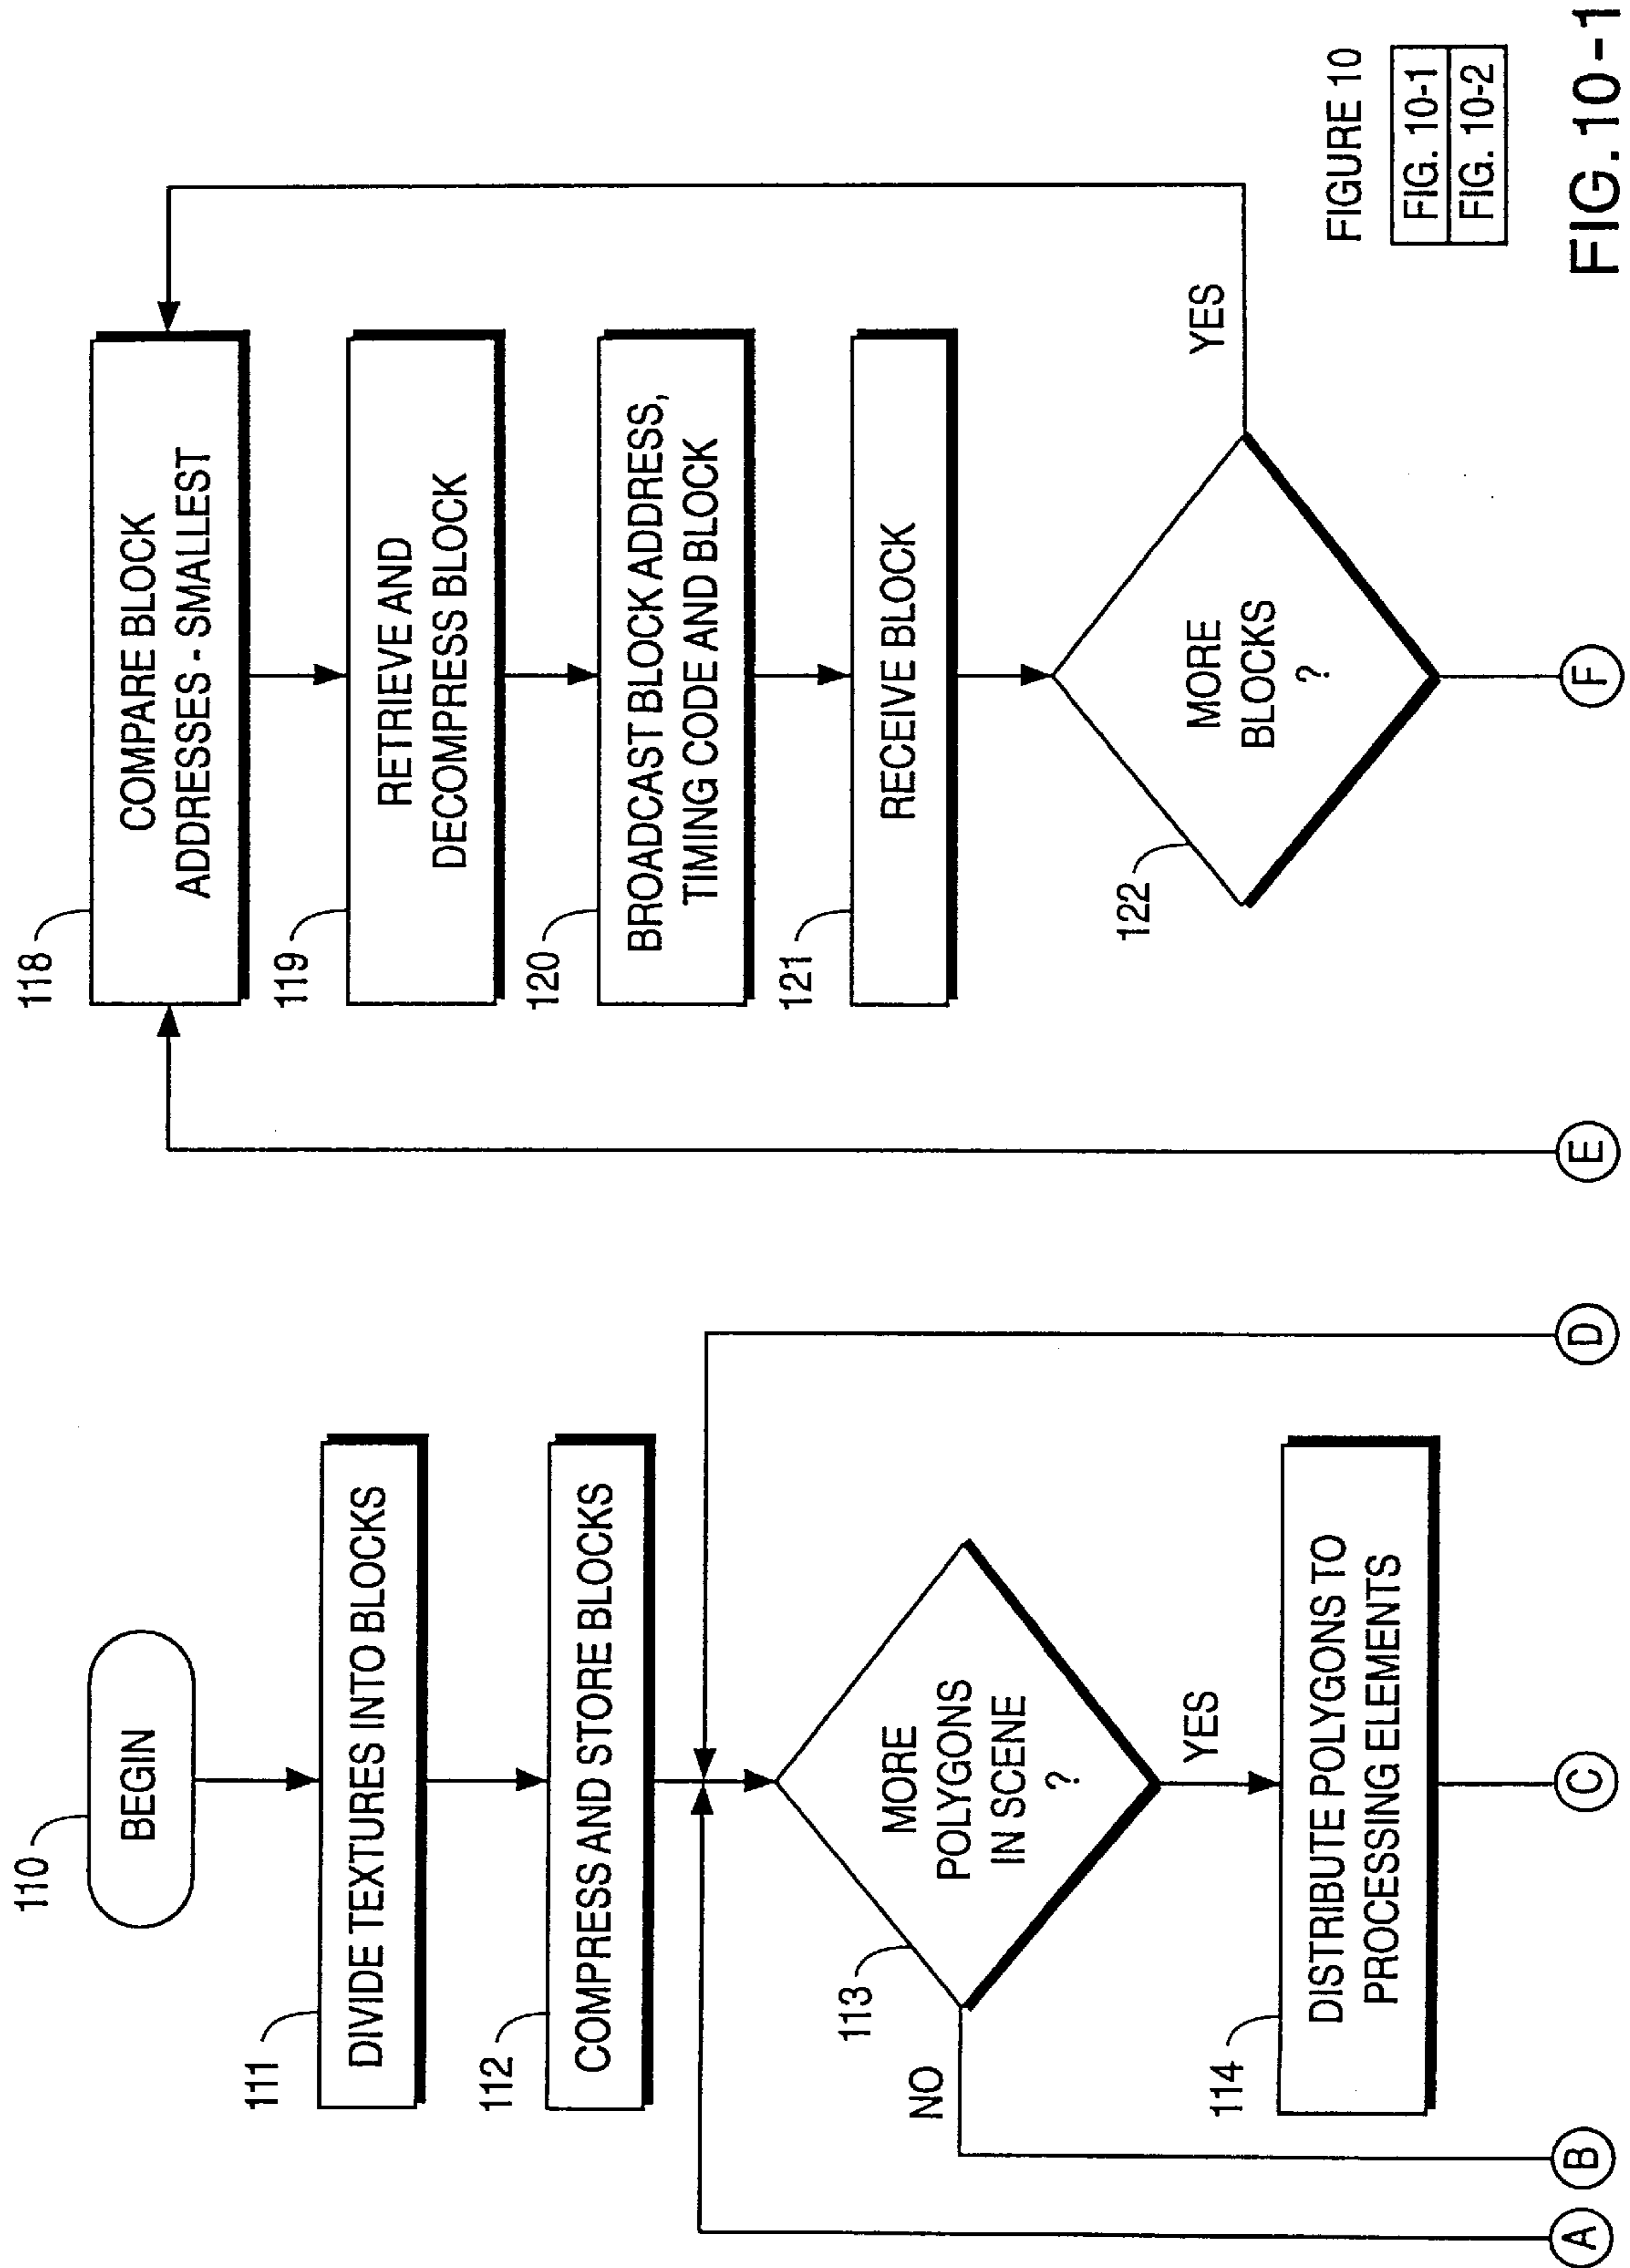 110
BEGIN
111
DIVIDE TEXTURES INTO BLOCKS
112
COMPRESS AND STORE BLOCKS
113
MORE
POLYGONS
IN SCENE
?
NO
YES
114
DISTRIBUTE POLYGONS TO
PROCESSING ELEMENTS
A
B
C
D
118
COMPARE BLOCK
ADDRESSES - SMALLEST
119
RETRIEVE AND
DECOMPRESS BLOCK
120
BROADCAST BLOCK ADDRESS,
TIMING CODE AND BLOCK
121
RECEIVE BLOCK
122
MORE
BLOCKS
?
YES
E
F
FIGURE 10
FIG. 10-1
FIG. 10-2
FIG. 10-1